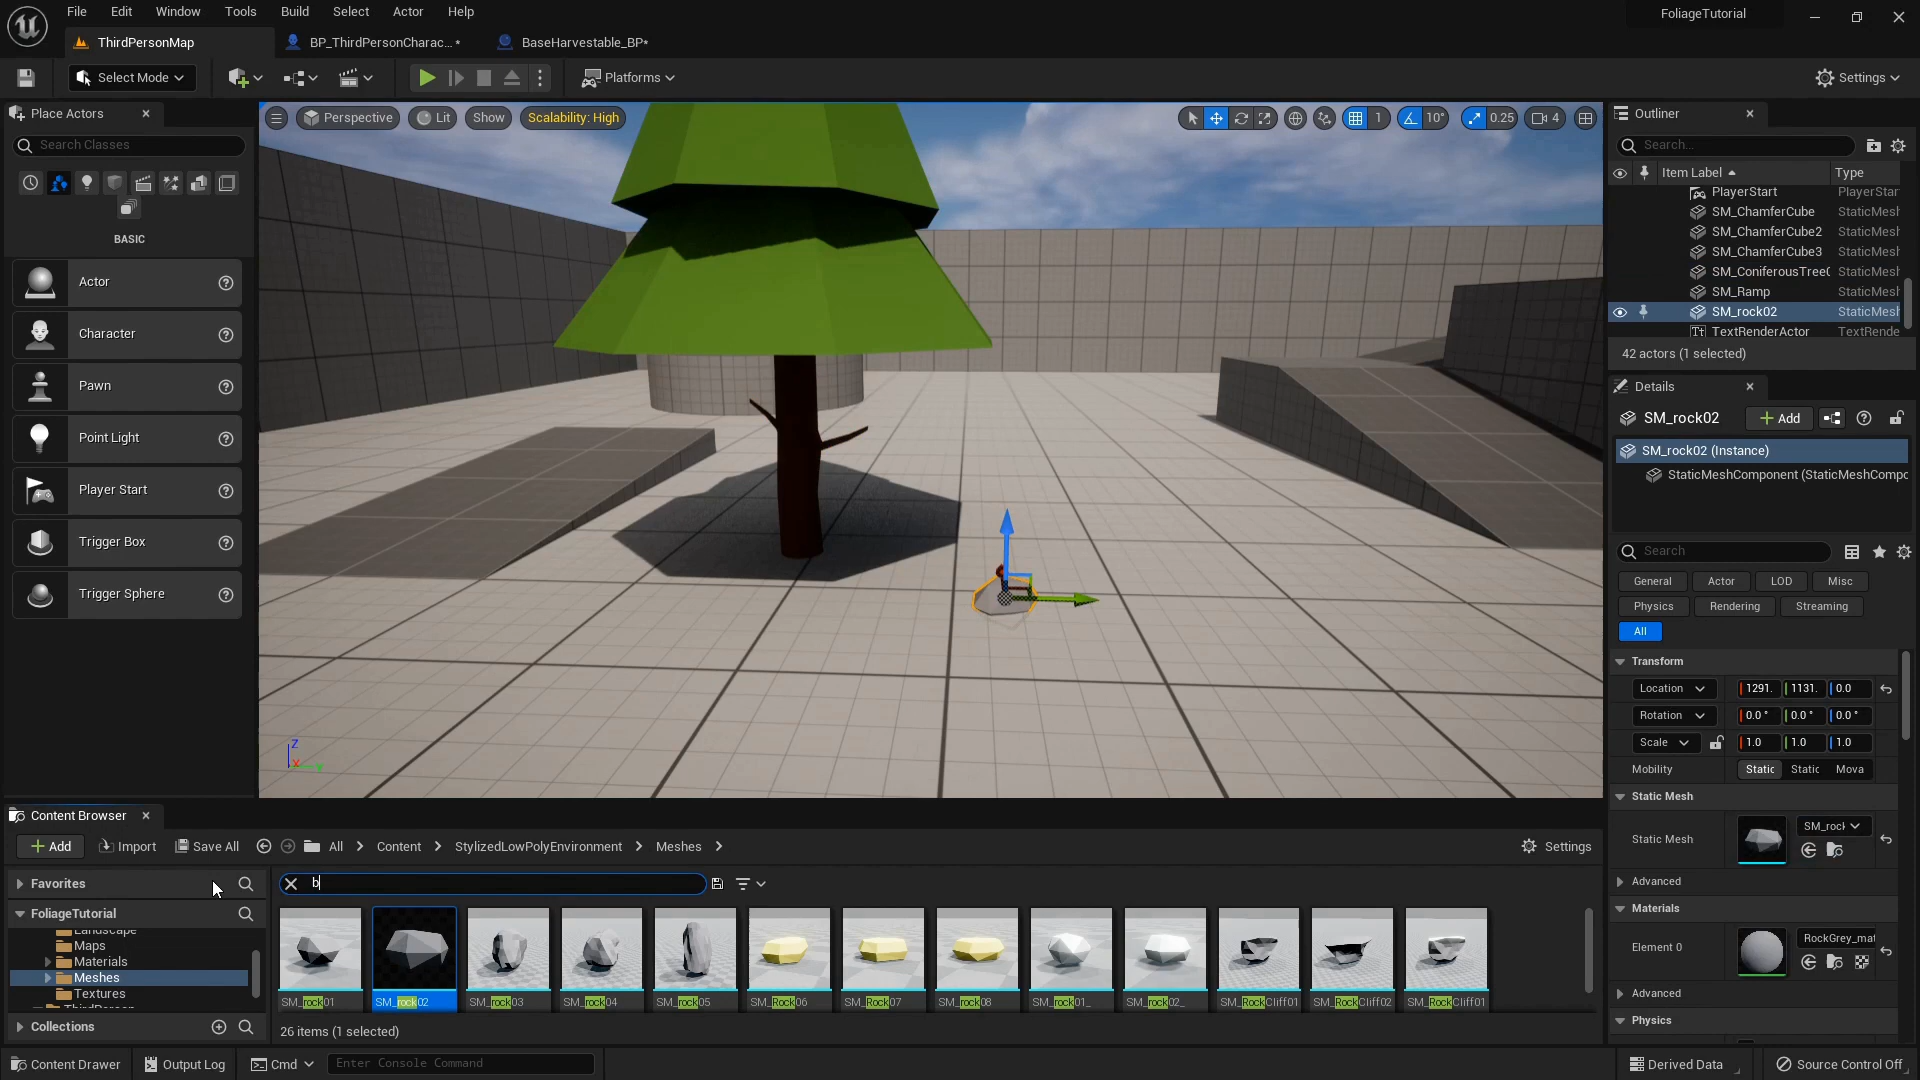 File Edit Window Tools Build Select Actor Help
FoliageTutorial
ThirdPersonMap
BP_ThirdPersonCharac... *
BaseHarvestable_BP*
Select Mode
Platforms
Settings
Place Actors
Search Classes
BASIC
Actor
Character
Pawn
Point Light
Player Start
Trigger Box
Trigger Sphere
Perspective
Lit
Show
Scalability: High
1
10°
0.25
4
Z
X
Y
Outliner
Search...
Item Label
Type
PlayerStart PlayerStar
SM_ChamferCube StaticMesh
SM_ChamferCube2 StaticMesh
SM_ChamferCube3 StaticMesh
SM_ConiferousTree0 StaticMesh
SM_Ramp StaticMesh
SM_rock02 StaticMesh
TextRenderActor TextRende
42 actors (1 selected)
Details
SM_rock02
Add
SM_rock02 (Instance)
StaticMeshComponent (StaticMeshCompo
Search
General Actor LOD Misc
Physics Rendering Streaming
All
Transform
Location 1291. 1131. 0.0
Rotation 0.0 ° 0.0 ° 0.0 °
Scale 1.0 1.0 1.0
Mobility Static Static Mova
Static Mesh
Static Mesh SM_rock
Advanced
Materials
Element 0 RockGrey_mat
Advanced
Physics
Content Browser
Add Import Save All All Content StylizedLowPolyEnvironment Meshes
Settings
Favorites
FoliageTutorial
Landscape
Maps
Materials
Meshes
Textures
ThirdPerson
Collections
b
SM_rock01 SM_rock02 SM_rock03 SM_rock04 SM_rock05 SM_Rock06 SM_Rock07 SM_rock08 SM_rock01_ SM_rock02_ SM_RockCliff01 SM_RockCliff02 SM_RockCliff01
26 items (1 selected)
Content Drawer
Output Log
Cmd
Enter Console Command
Derived Data
Source Control Off